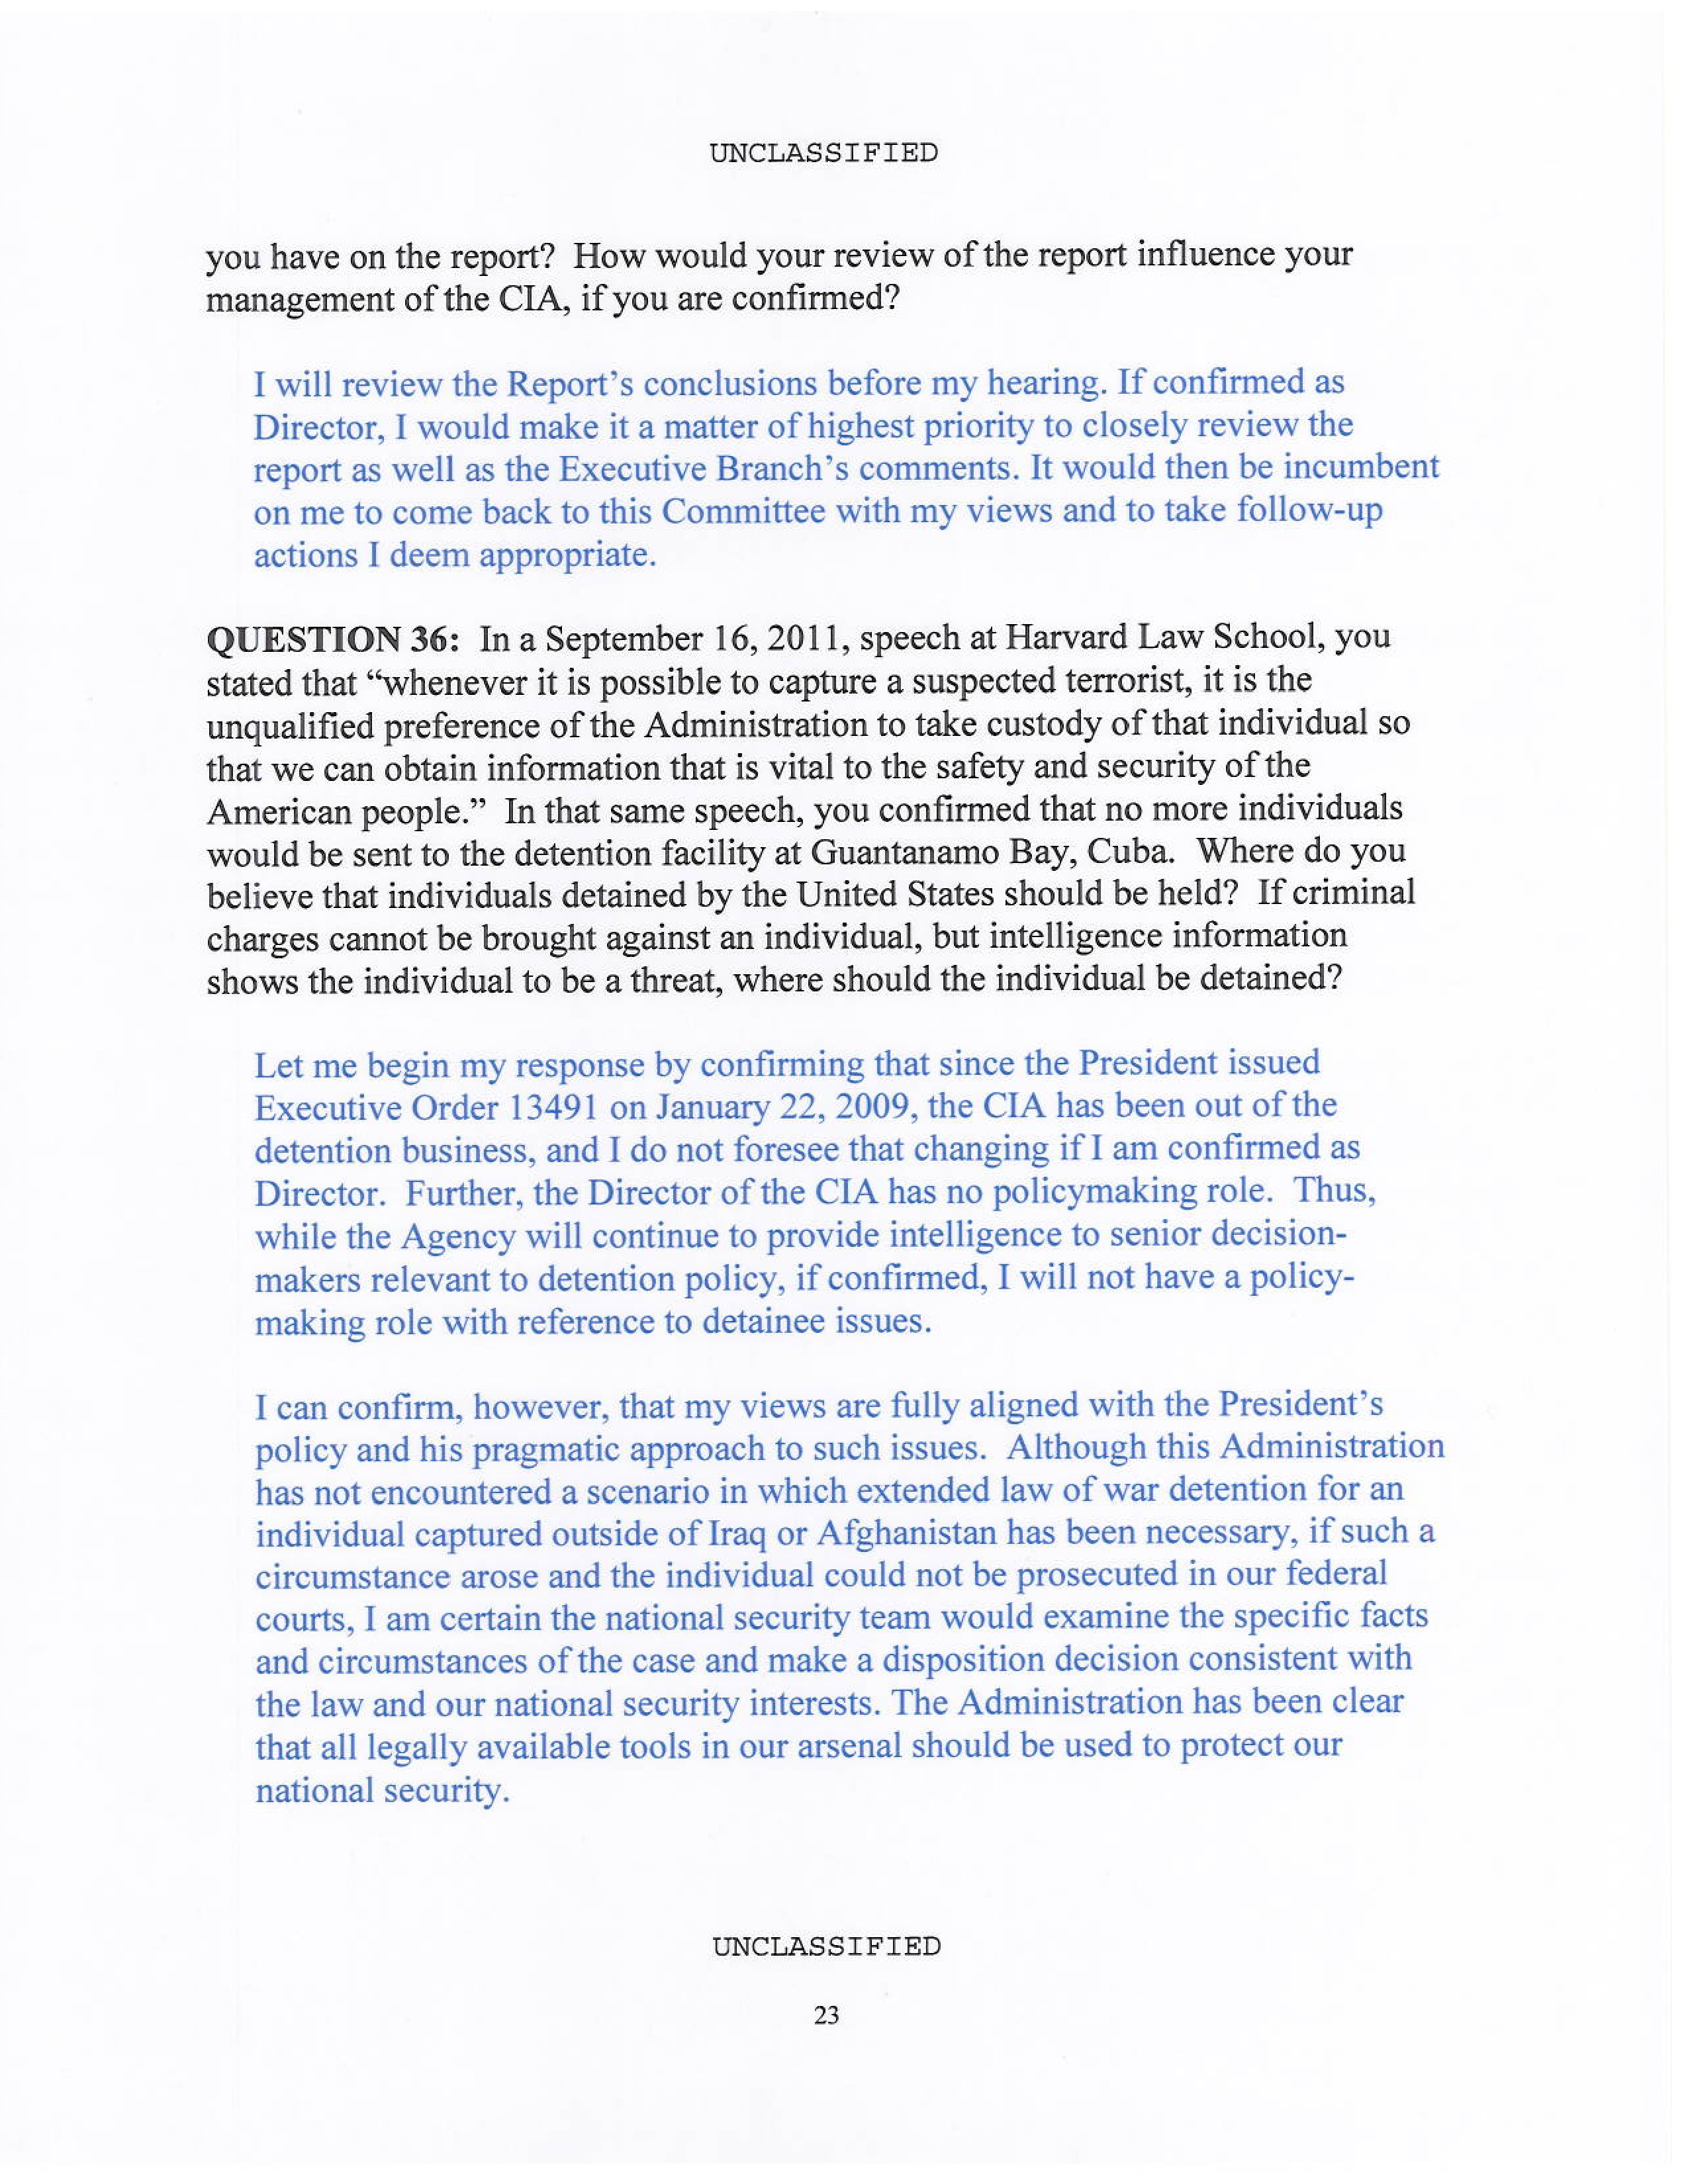 UNCLASSIFIED
you have on the report?  How would your review of the report influence your
management of the CIA, if you are confirmed?
I will review the Report's conclusions before my hearing. If confirmed as
Director, I would make it a matter of highest priority to closely review the
report as well as the Executive Branch's comments. It would then be incumbent
on me to come back to this Committee with my views and to take follow-up
actions I deem appropriate.
QUESTION 36:  In a September 16, 2011, speech at Harvard Law School, you
stated that “whenever it is possible to capture a suspected terrorist, it is the
unqualified preference of the Administration to take custody of that individual so
that we can obtain information that is vital to the safety and security of the
American people.”  In that same speech, you confirmed that no more individuals
would be sent to the detention facility at Guantanamo Bay, Cuba.  Where do you
believe that individuals detained by the United States should be held?  If criminal
charges cannot be brought against an individual, but intelligence information
shows the individual to be a threat, where should the individual be detained?
Let me begin my response by confirming that since the President issued
Executive Order 13491 on January 22, 2009, the CIA has been out of the
detention business, and I do not foresee that changing if I am confirmed as
Director.  Further, the Director of the CIA has no policymaking role.  Thus,
while the Agency will continue to provide intelligence to senior decision-
makers relevant to detention policy, if confirmed, I will not have a policy-
making role with reference to detainee issues.
I can confirm, however, that my views are fully aligned with the President's
policy and his pragmatic approach to such issues.  Although this Administration
has not encountered a scenario in which extended law of war detention for an
individual captured outside of Iraq or Afghanistan has been necessary, if such a
circumstance arose and the individual could not be prosecuted in our federal
courts, I am certain the national security team would examine the specific facts
and circumstances of the case and make a disposition decision consistent with
the law and our national security interests. The Administration has been clear
that all legally available tools in our arsenal should be used to protect our
national security.
UNCLASSIFIED
23